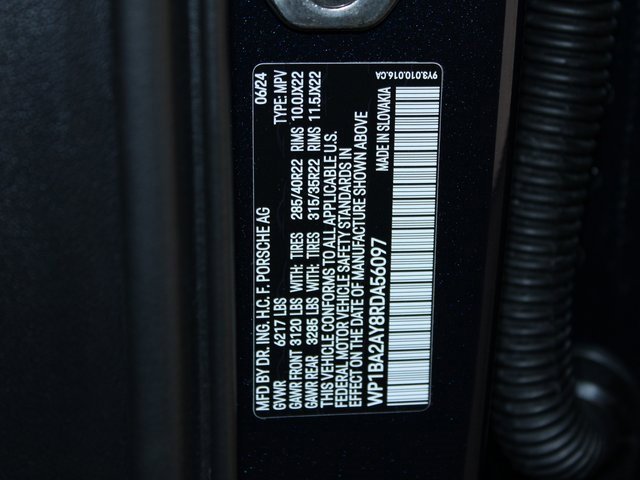 MFD BY DR. ING. H.C. F. PORSCHE AG 06/24
GVWR 6217 LBS TYPE: MPV
GAWR FRONT 3120 LBS WITH: TIRES 285/40R22 RIMS 10.0JX22
GAWR REAR 3285 LBS WITH: TIRES 315/35R22 RIMS 11.5JX22
THIS VEHICLE CONFORMS TO ALL APPLICABLE U.S.
FEDERAL MOTOR VEHICLE SAFETY STANDARDS IN
EFFECT ON THE DATE OF MANUFACTURE SHOWN ABOVE
WP1BA2AY8RDA56097 MADE IN SLOVAKIA
9Y3.010.016.CA